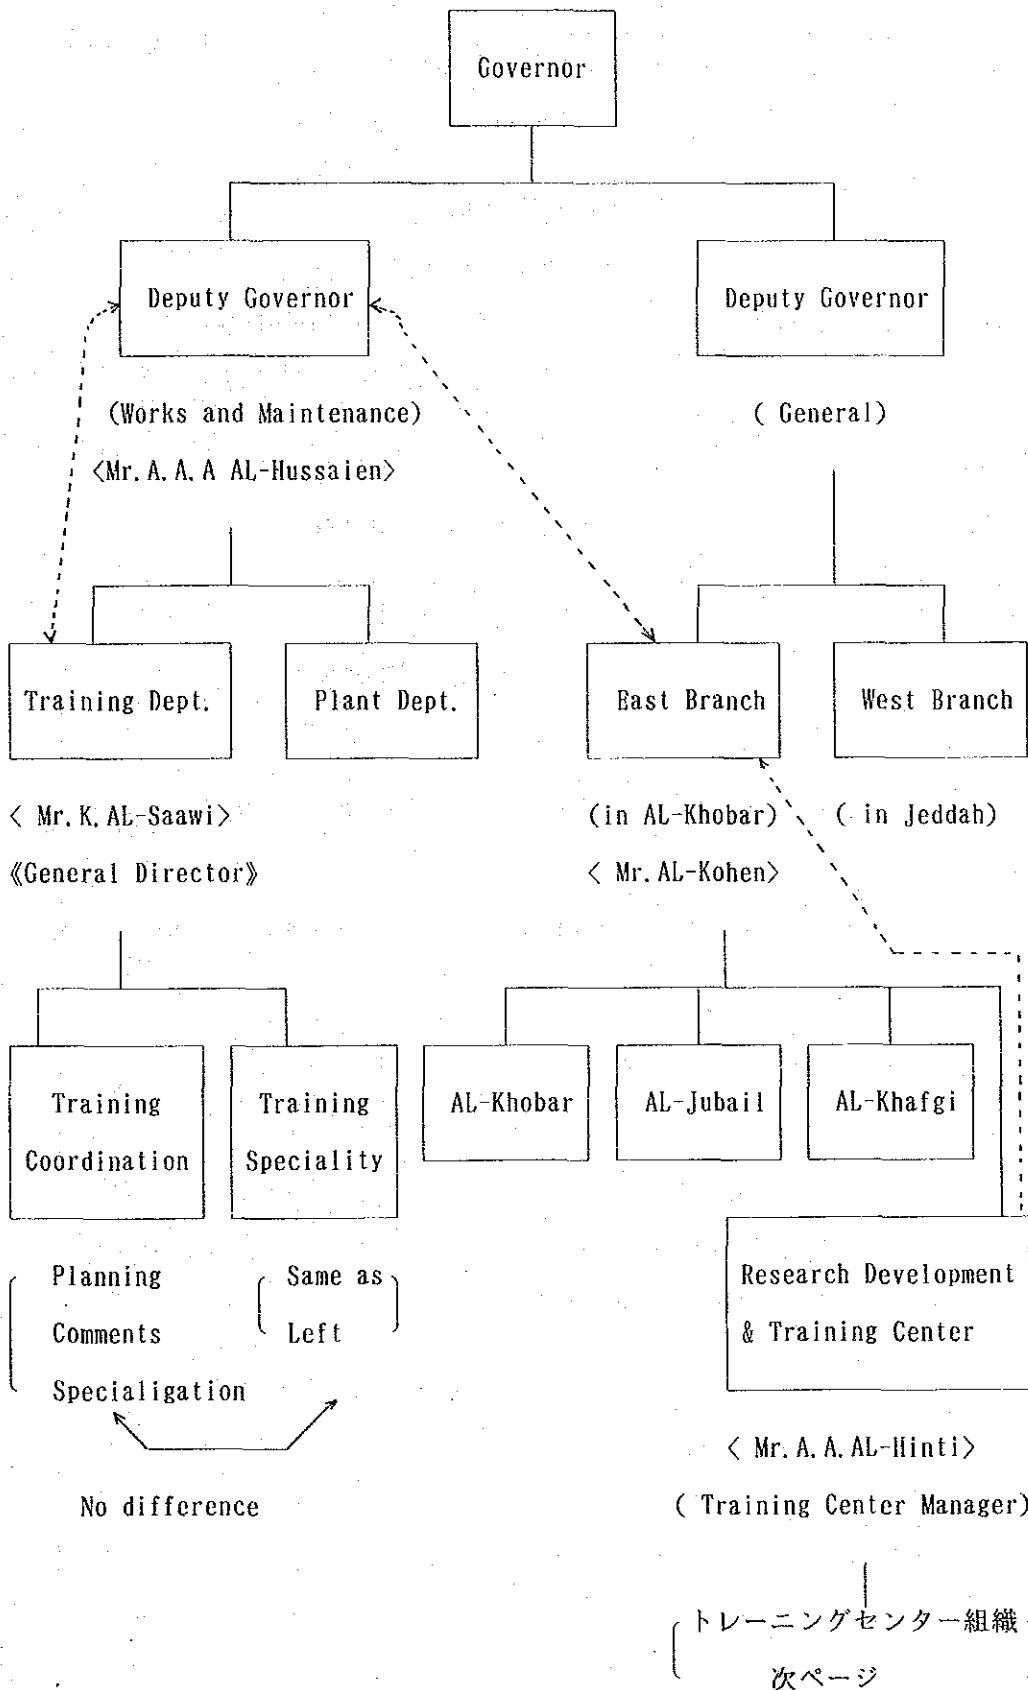 Governor
Deputy Governor
Deputy Governor
(Works and Maintenance)
( General)
<Mr. A. A. A AL-Hussaien>
Training Dept.
Plant Dept.
East Branch
West Branch
< Mr. K. AL-Saawi>
(in AL-Khobar)
( in Jeddah)
《General Director》
< Mr. AL-Kohen>
Training
Coordination
Training
Speciality
AL-Khobar
AL-Jubail
AL-Khafgi
Planning
Comments
Specialigation
Same as
Left
Research Development
& Training Center
No difference
< Mr. A. A. AL-Hinti>
( Training Center Manager)
トレーニングセンター組織
次ページ